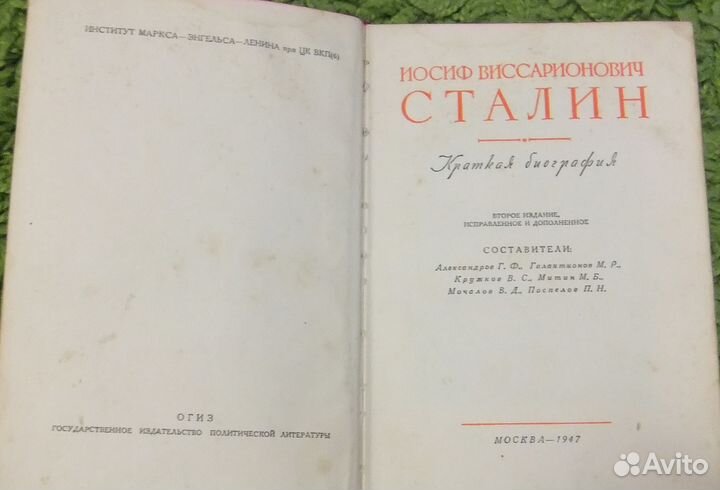 ИНСТИТУТ МАРКСА—ЭНГЕЛЬСА—ЛЕНИНА при ЦК ВКП(б)
ОГИЗ
ГОСУДАРСТВЕННОЕ ИЗДАТЕЛЬСТВО ПОЛИТИЧЕСКОЙ ЛИТЕРАТУРЫ
ИОСИФ ВИССАРИОНОВИЧ
СТАЛИН
Краткая биография
ВТОРОЕ ИЗДАНИЕ,
ИСПРАВЛЕННОЕ И ДОПОЛНЕННОЕ
СОСТАВИТЕЛИ:
Александров Г. Ф., Галактионов М. Р.,
Кружков В. С., Митин М. Б.,
Мочалов В. Д., Поспелов П. Н.
МОСКВА—1947
Avito